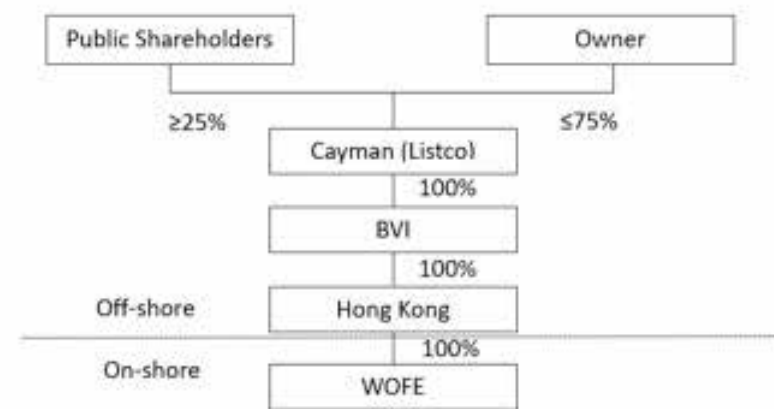 Public Shareholders
Owner
≥25%
≤75%
Cayman (Listco)
100%
BVI
100%
Off-shore
Hong Kong
100%
On-shore
WOFE